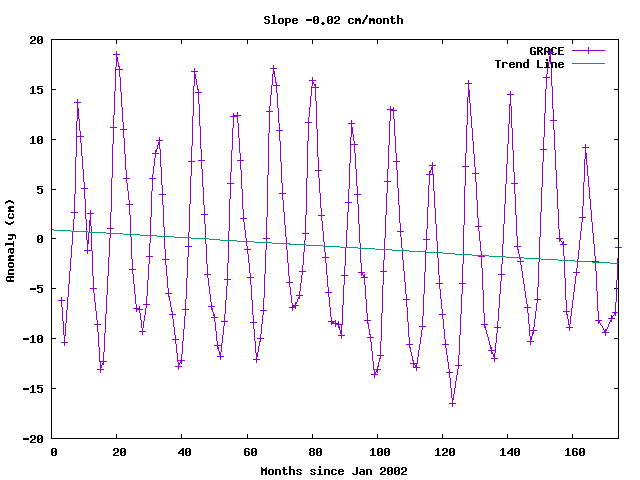 Slope -0.02 cm/month
GRACE
Trend Line
20
15
10
5
0
-5
-10
-15
-20
Anomaly (cm)
0 20 40 60 80 100 120 140 160
Months since Jan 2002